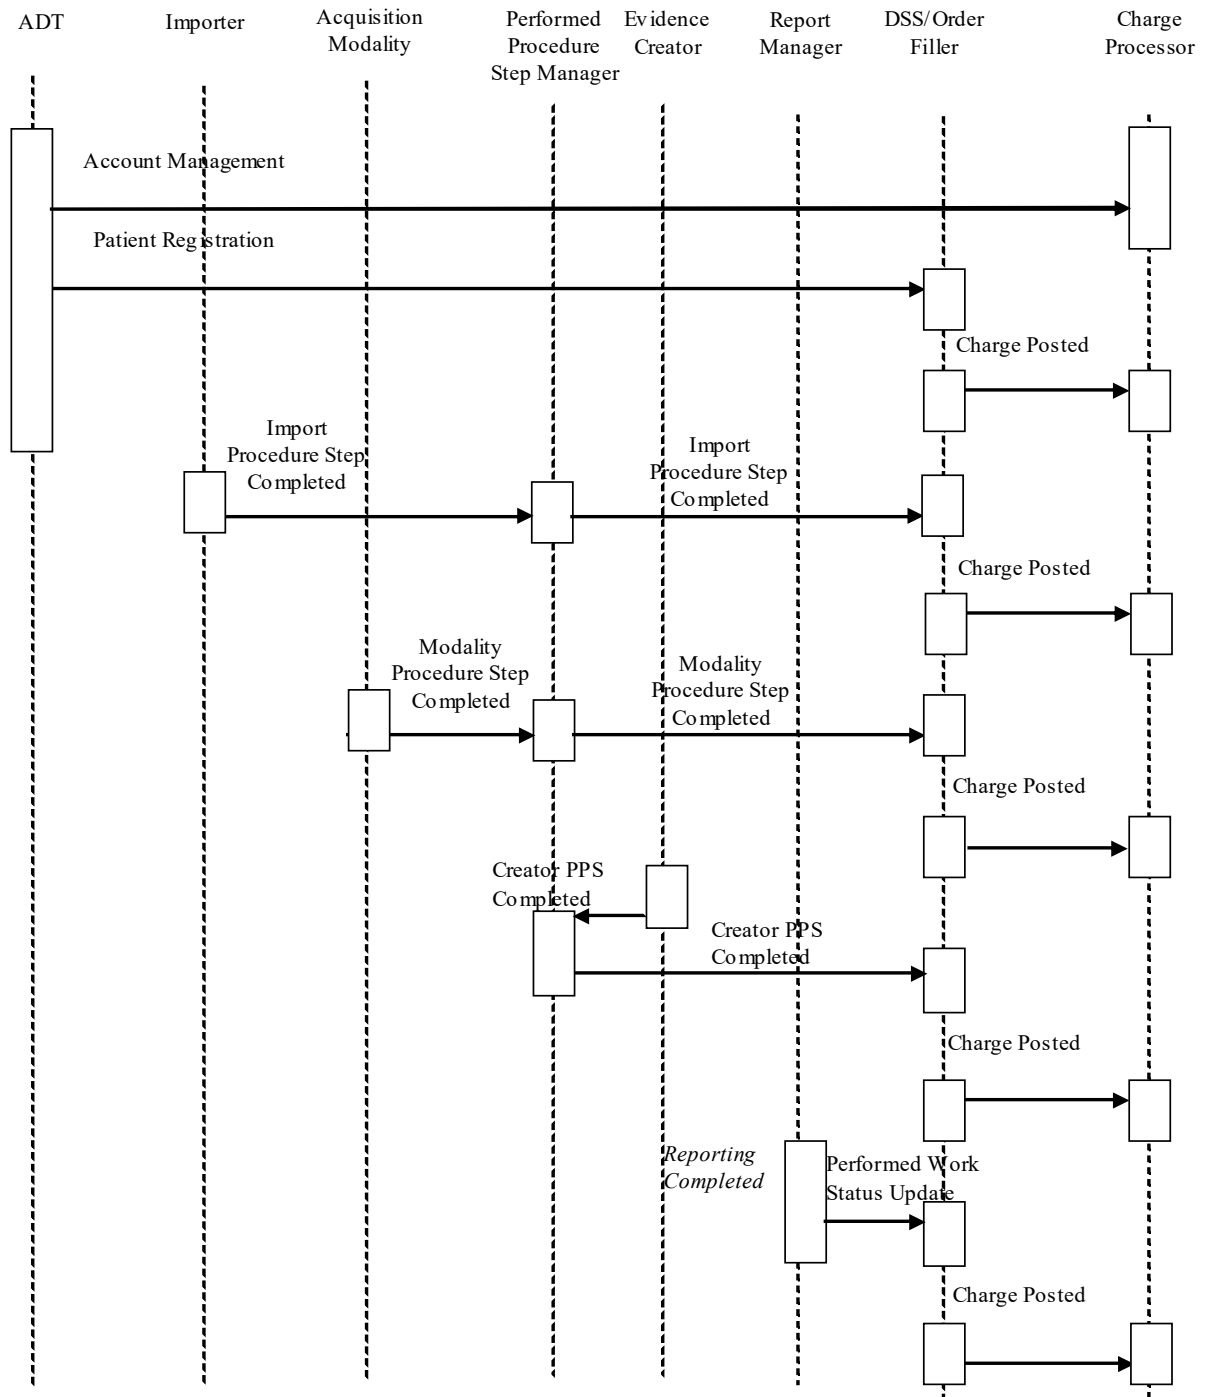 ADT
Importer
Acquisition
Modality
Performed
Procedure
Step Manager
Evidence
Creator
Report
Manager
DSS/Order
Filler
Charge
Processor
Account Management
Patient Registration
Charge Posted
Import
Procedure Step
Completed
Import
Procedure Step
Completed
Charge Posted
Modality
Procedure Step
Completed
Modality
Procedure Step
Completed
Charge Posted
Creator PPS
Completed
Creator PPS
Completed
Charge Posted
Reporting
Completed
Performed Work
Status Update
Charge Posted